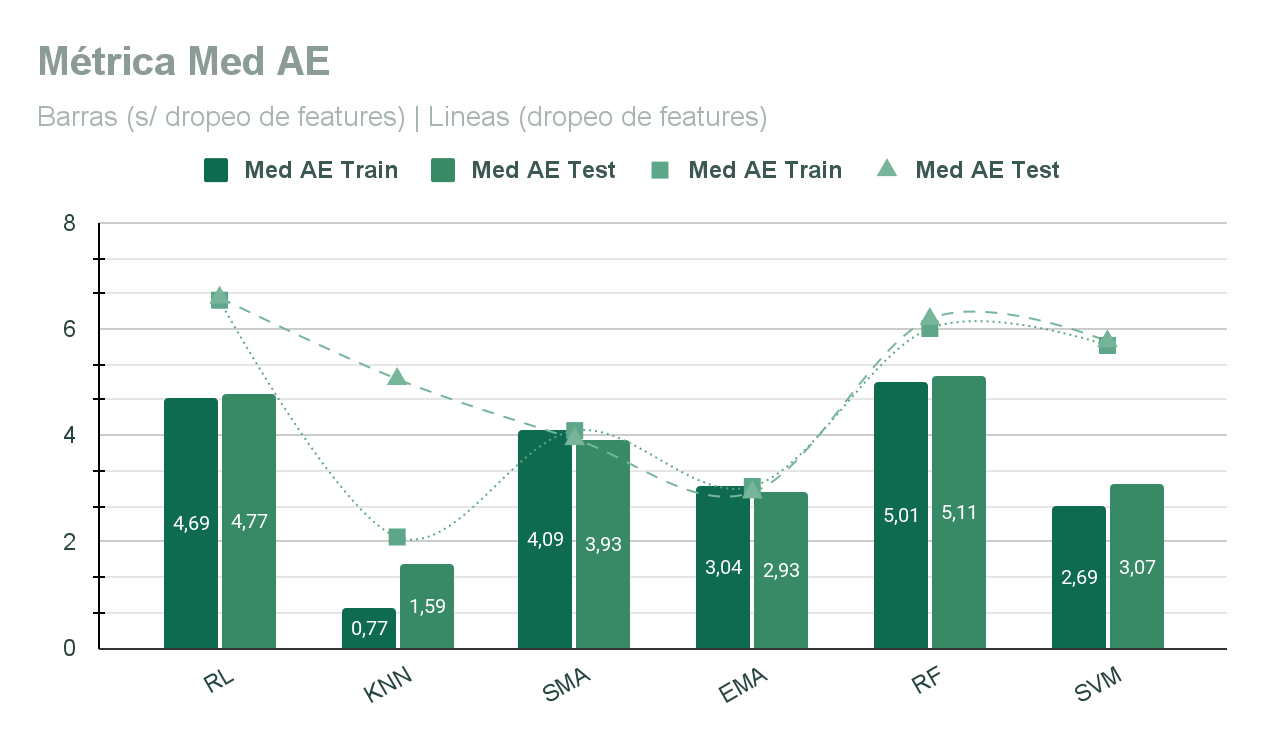 Métrica Med AE
Barras (s/ dropeo de features) | Lineas (dropeo de features)
Med AE Train Med AE Test Med AE Train Med AE Test
8
6
4
2
0
4,69 4,77 0,77 1,59 4,09 3,93 3,04 2,93 5,01 5,11 2,69 3,07
RL KNN SMA EMA RF SVM